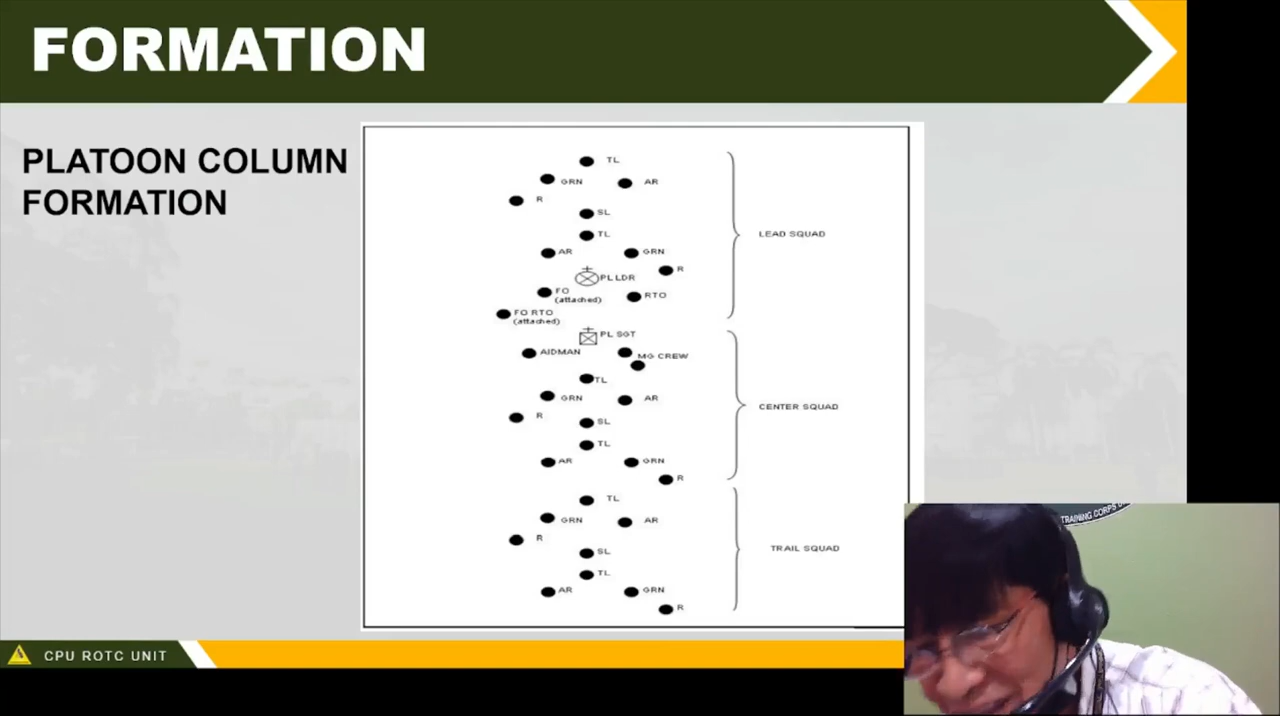 FORMATION
PLATOON COLUMN
FORMATION
TL
GRN
AR
R
SL
TL
AR
GRN
R
PL LDR
FO
(attached)
RTO
FO RTO
(attached)
LEAD SQUAD
PL SGT
AIDMAN
MG CREW
TL
GRN
AR
R
SL
TL
AR
GRN
R
CENTER SQUAD
TL
GRN
AR
R
SL
TL
AR
GRN
R
TRAIL SQUAD
CPU ROTC UNIT
TRAINING CORPS